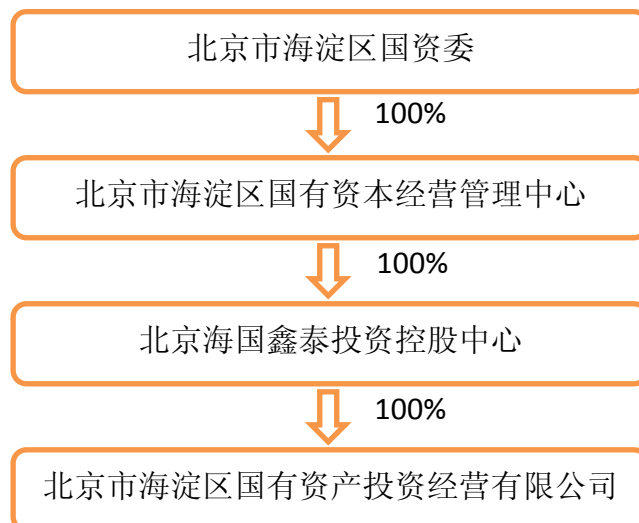 北京市海淀区国资委
100%
北京市海淀区国有资本经营管理中心
100%
北京海国鑫泰投资控股中心
100%
北京市海淀区国有资产投资经营有限公司